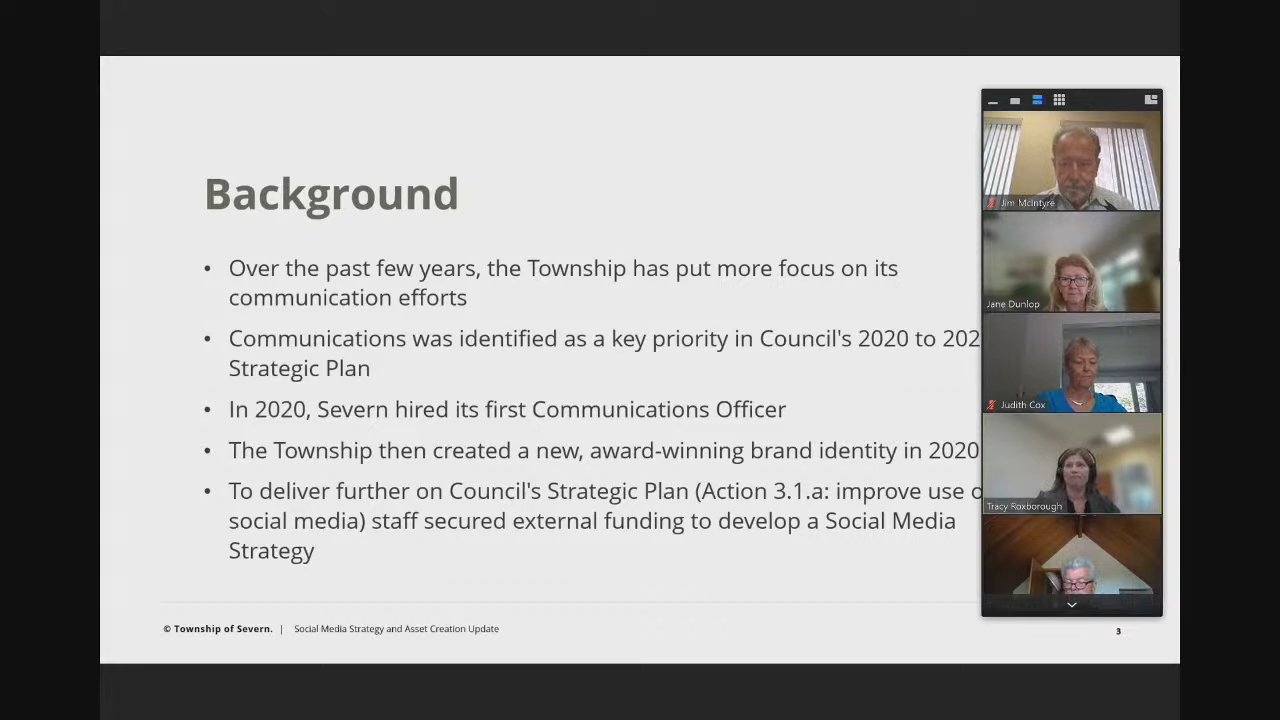 Background
• Over the past few years, the Township has put more focus on its
communication efforts
• Communications was identified as a key priority in Council's 2020 to 202
Strategic Plan
• In 2020, Severn hired its first Communications Officer
• The Township then created a new, award-winning brand identity in 2020
• To deliver further on Council's Strategic Plan (Action 3.1.a: improve use o
social media) staff secured external funding to develop a Social Media
Strategy
© Township of Severn. | Social Media Strategy and Asset Creation Update
3
Jim McIntyre
Jane Dunlop
Judith Cox
Tracy Roxborough